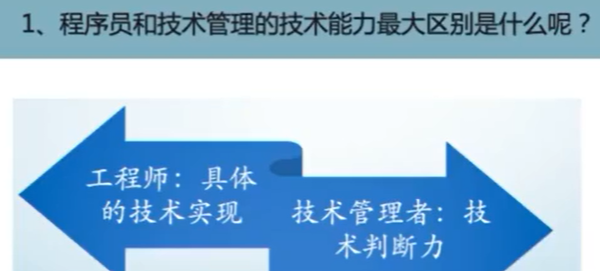 1、程序员和技术管理的技术能力最大区别是什么呢？
工程师：具体
的技术实现
技术管理者：技
术判断力